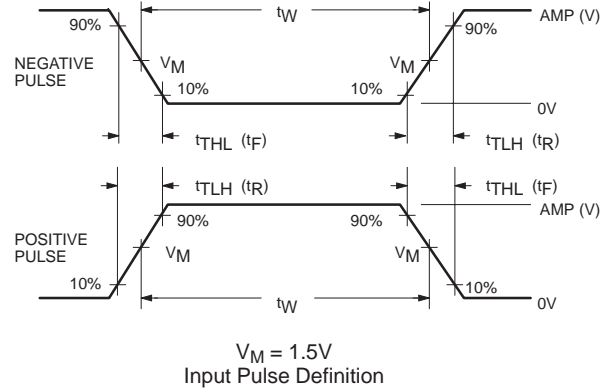 tW
AMP (V)
90%
90%
NEGATIVE
PULSE
VM
VM
10%
10%
0V
tTHL (tF)
tTLH (tR)
tTLH (tR)
tTHL (tF)
AMP (V)
90%
90%
POSITIVE
PULSE
VM
VM
10%
10%
tW
0V
VM = 1.5V
Input Pulse Definition